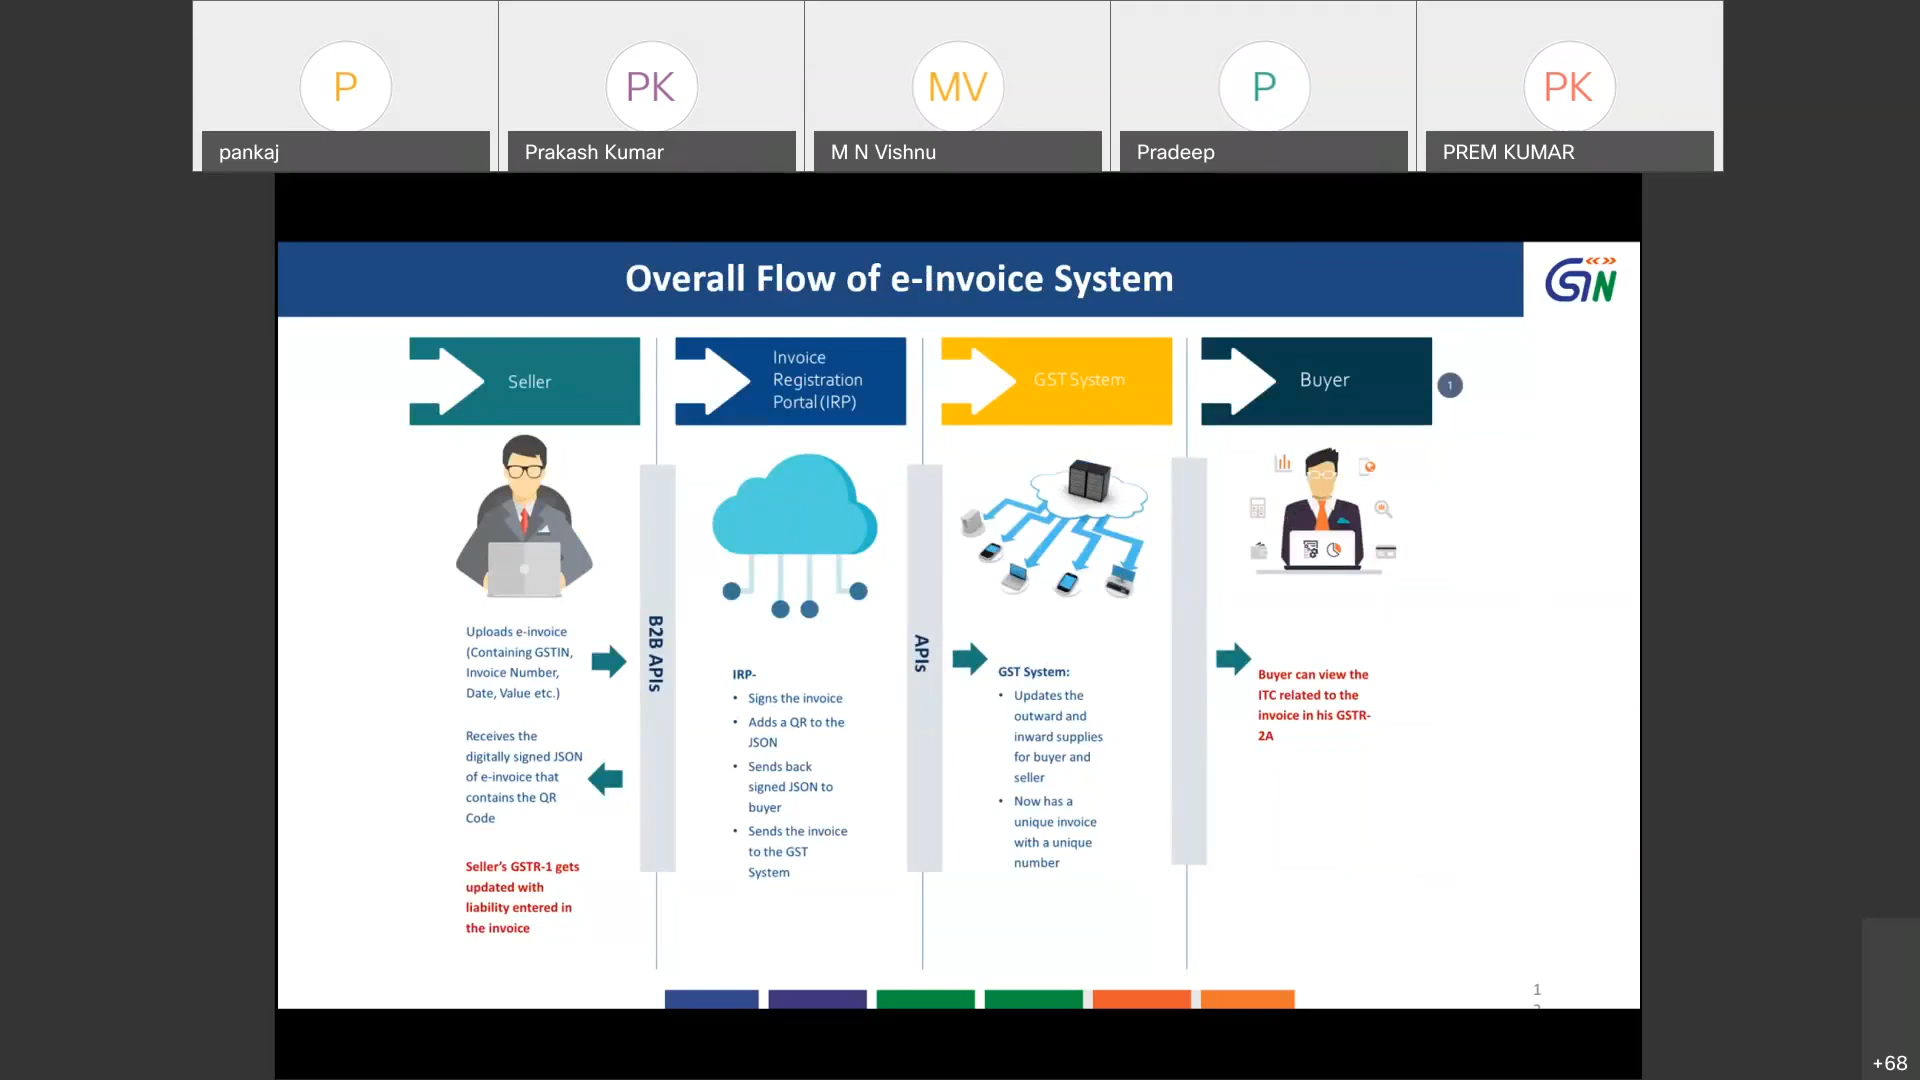 P
PK
MV
P
PK
pankaj
Prakash Kumar
M N Vishnu
Pradeep
PREM KUMAR
Overall Flow of e-Invoice System
GSTN
Seller
Invoice
Registration
Portal (IRP)
GST System
Buyer
1
Uploads e-invoice
(Containing GSTIN,
Invoice Number,
Date, Value etc.)
Receives the
digitally signed JSON
of e-invoice that
contains the QR
Code
Seller's GSTR-1 gets
updated with
liability entered in
the invoice
B2B APIs
IRP-
• Signs the invoice
• Adds a QR to the
JSON
• Sends back
signed JSON to
buyer
• Sends the invoice
to the GST
System
APIs
GST System:
• Updates the
outward and
inward supplies
for buyer and
seller
• Now has a
unique invoice
with a unique
number
Buyer can view the
ITC related to the
invoice in his GSTR-
2A
1
+68